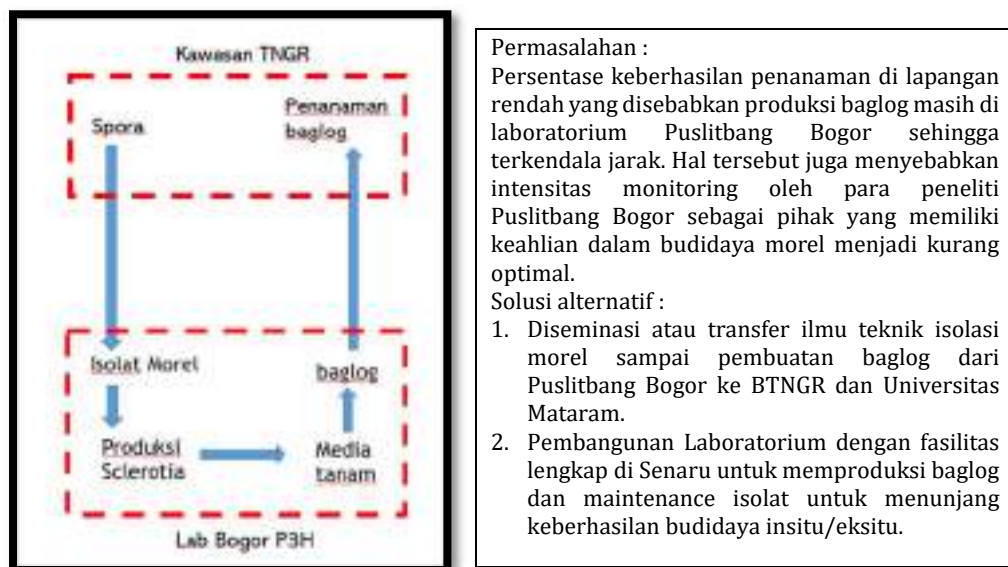 Kawasan TNGR
Spora
Penanaman
baglog
Isolat Morel
baglog
Produksi
Sclerotia
Media
tanam
Lab Bogor P3H
Permasalahan :
Persentase keberhasilan penanaman di lapangan
rendah yang disebabkan produksi baglog masih di
laboratorium Puslitbang Bogor sehingga
terkendala jarak. Hal tersebut juga menyebabkan
intensitas monitoring oleh para peneliti
Puslitbang Bogor sebagai pihak yang memiliki
keahlian dalam budidaya morel menjadi kurang
optimal.
Solusi alternatif :
1. Diseminasi atau transfer ilmu teknik isolasi
morel sampai pembuatan baglog dari
Puslitbang Bogor ke BTNGR dan Universitas
Mataram.
2. Pembangunan Laboratorium dengan fasilitas
lengkap di Senaru untuk memproduksi baglog
dan maintenance isolat untuk menunjang
keberhasilan budidaya insitu/eksitu.